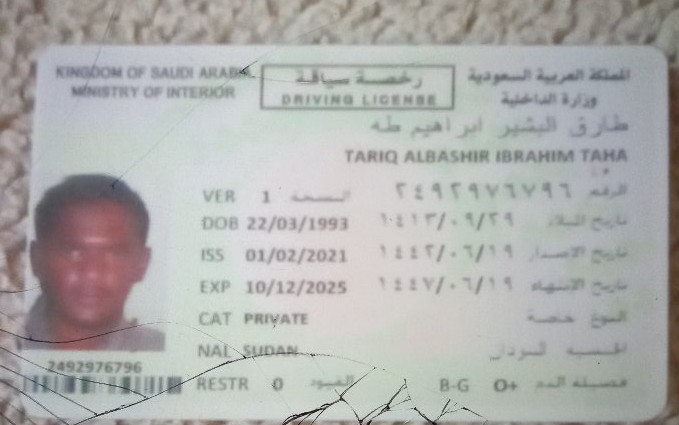 KINGDOM OF SAUDI ARABIA
MINISTRY OF INTERIOR
رخصة سياقة
DRIVING LICENSE
المملكة العربية السعودية
وزارة الداخلية
طارق البشير ابراهيم طه
TARIQ ALBASHIR IBRAHIM TAHA
VER 1 النسخة ٢٤٩٢٩٧٦٧٩٦ الرقم
DOB 22/03/1993 ١٤١٣/٠٩/٢٩ تاريخ الميلاد
ISS 01/02/2021 ١٤٤٢/٠٦/١٩ تاريخ الاصدار
EXP 10/12/2025 ١٤٤٧/٠٦/١٩ تاريخ الانتهاء
CAT PRIVATE النوع خاصة
NAL SUDAN الجنسية السودان
2492976796
RESTR 0 القيود B-G O+ فصيلة الدم